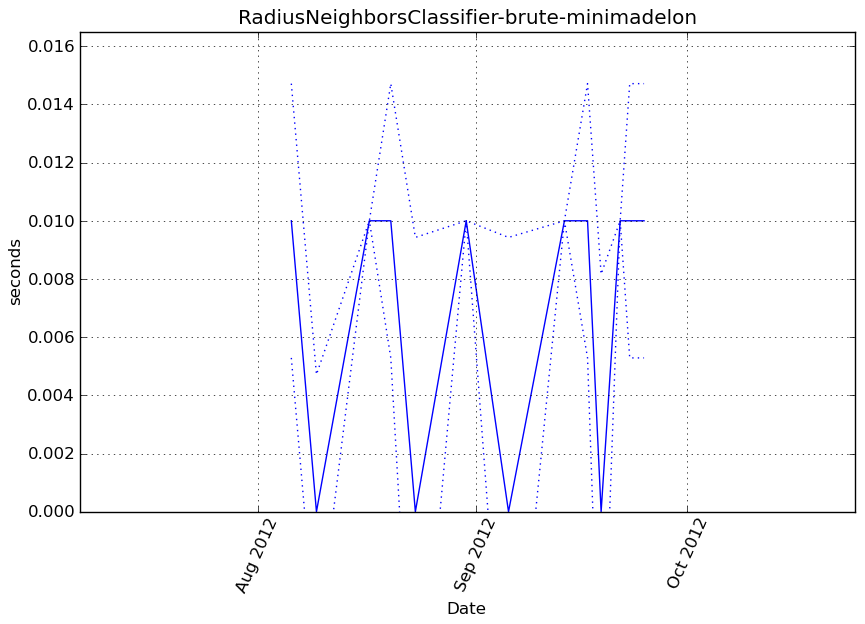 RadiusNeighborsClassifier-brute-minimadelon
0.016
0.014
0.012
0.010
0.008
0.006
0.004
0.002
0.000
seconds
Aug 2012
Sep 2012
Oct 2012
Date